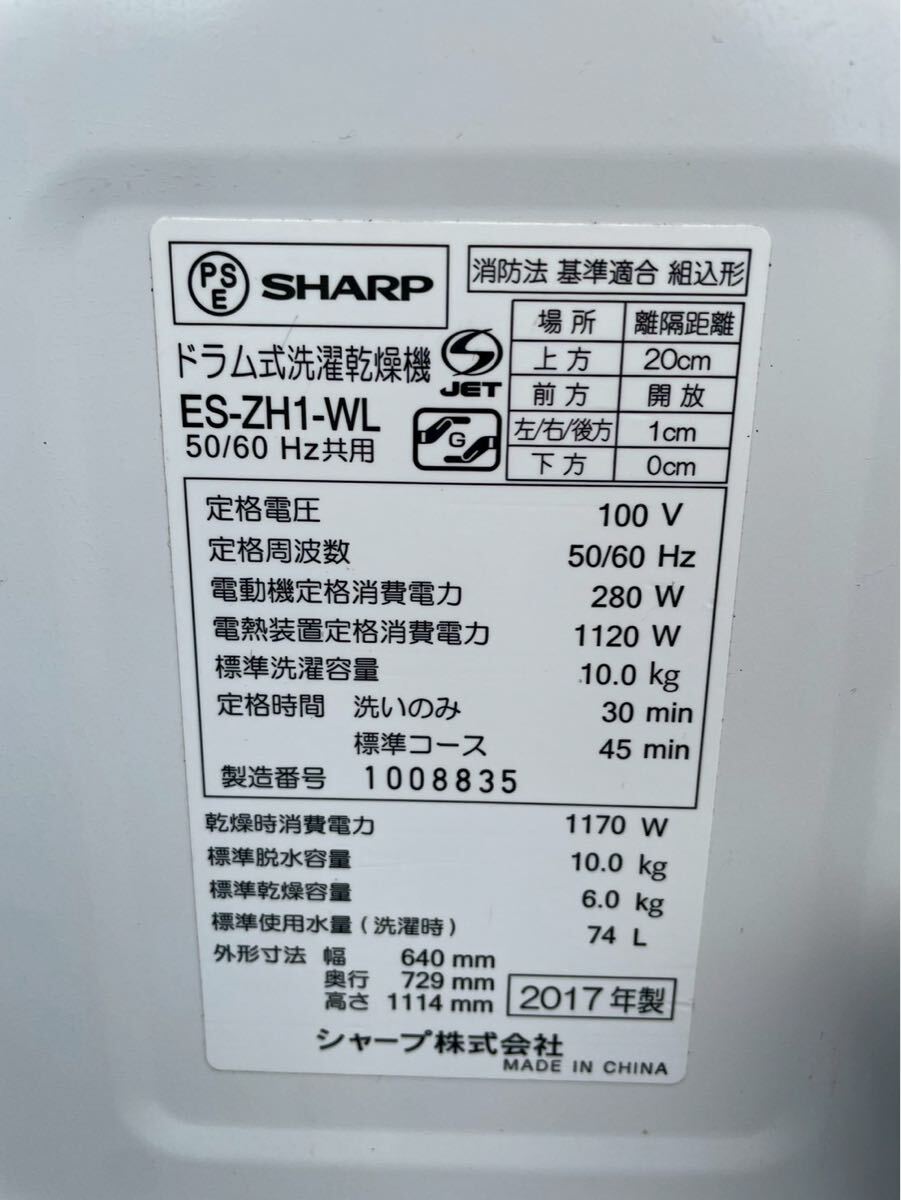 PSE SHARP
ドラム式洗濯乾燥機
S JET
ES-ZH1-WL
50/60 Hz共用
G
消防法 基準適合 組込形
場所 離隔距離
上方 20cm
前方 開放
左/右/後方 1cm
下方 0cm
定格電圧 100 V
定格周波数 50/60 Hz
電動機定格消費電力 280 W
電熱装置定格消費電力 1120 W
標準洗濯容量 10.0 kg
定格時間 洗いのみ 30 min
標準コース 45 min
製造番号 1008835
乾燥時消費電力 1170 W
標準脱水容量 10.0 kg
標準乾燥容量 6.0 kg
標準使用水量(洗濯時) 74 L
外形寸法 幅 640 mm
奥行 729 mm
高さ 1114 mm
2017年製
シャープ株式会社
MADE IN CHINA